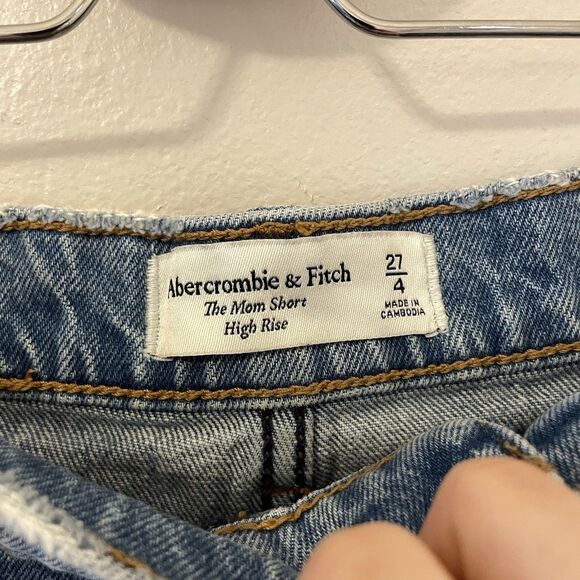 Abercrombie & Fitch
The Mom Short
High Rise
27
4
MADE IN
CAMBODIA